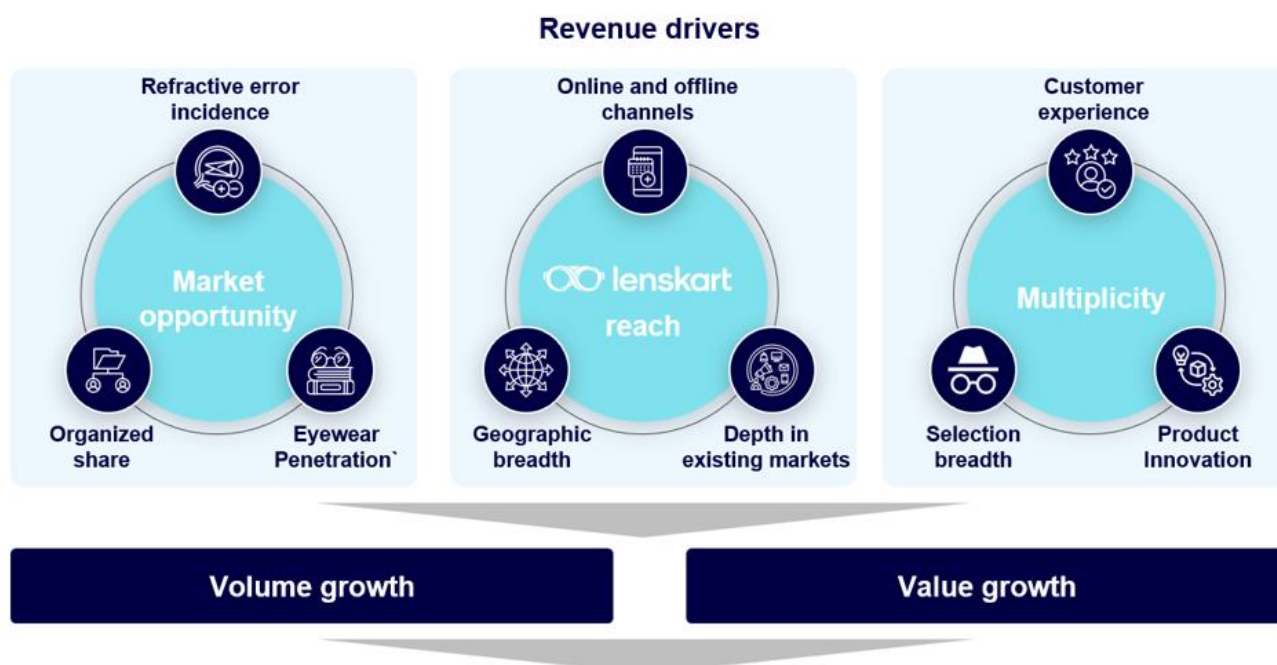 Revenue drivers
Refractive error
incidence
Market
opportunity
Organized
share
Eyewear
Penetration`
Online and offline
channels
lenskart
reach
Geographic
breadth
Depth in
existing markets
Customer
experience
Multiplicity
Selection
breadth
Product
Innovation
Volume growth
Value growth